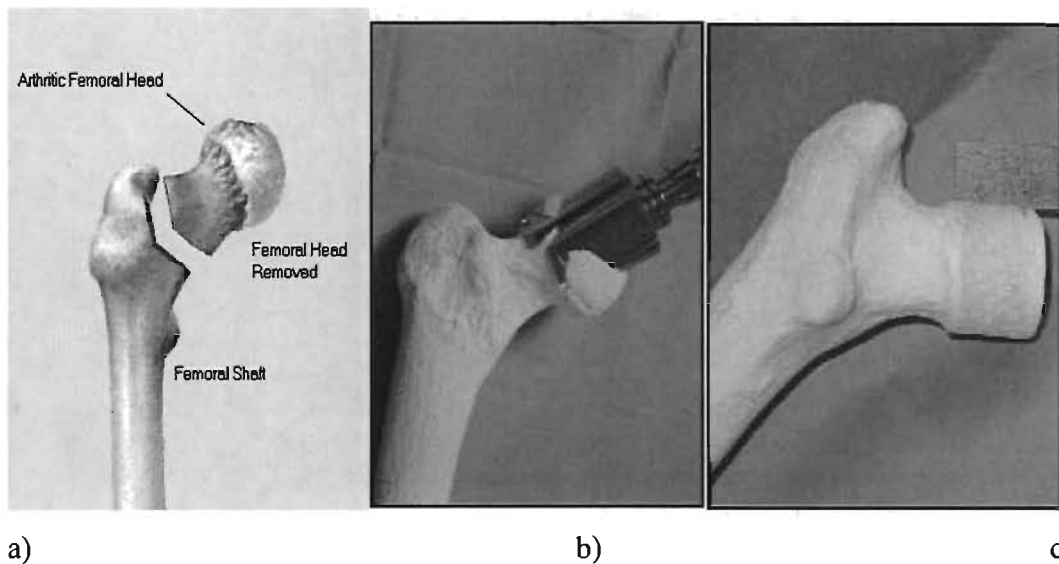 Arthritic Femoral Head
Femoral Head
Removed
Femoral Shaft
a)
b)
c